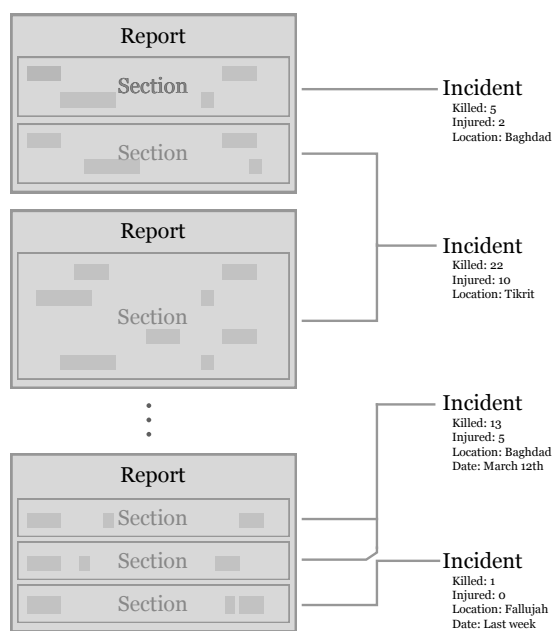 Report
Section
Section
Incident
Killed: 5
Injured: 2
Location: Baghdad
Report
Section
Incident
Killed: 22
Injured: 10
Location: Tikrit
Report
Section
Section
Section
Incident
Killed: 13
Injured: 5
Location: Baghdad
Date: March 12th
Incident
Killed: 1
Injured: 0
Location: Fallujah
Date: Last week